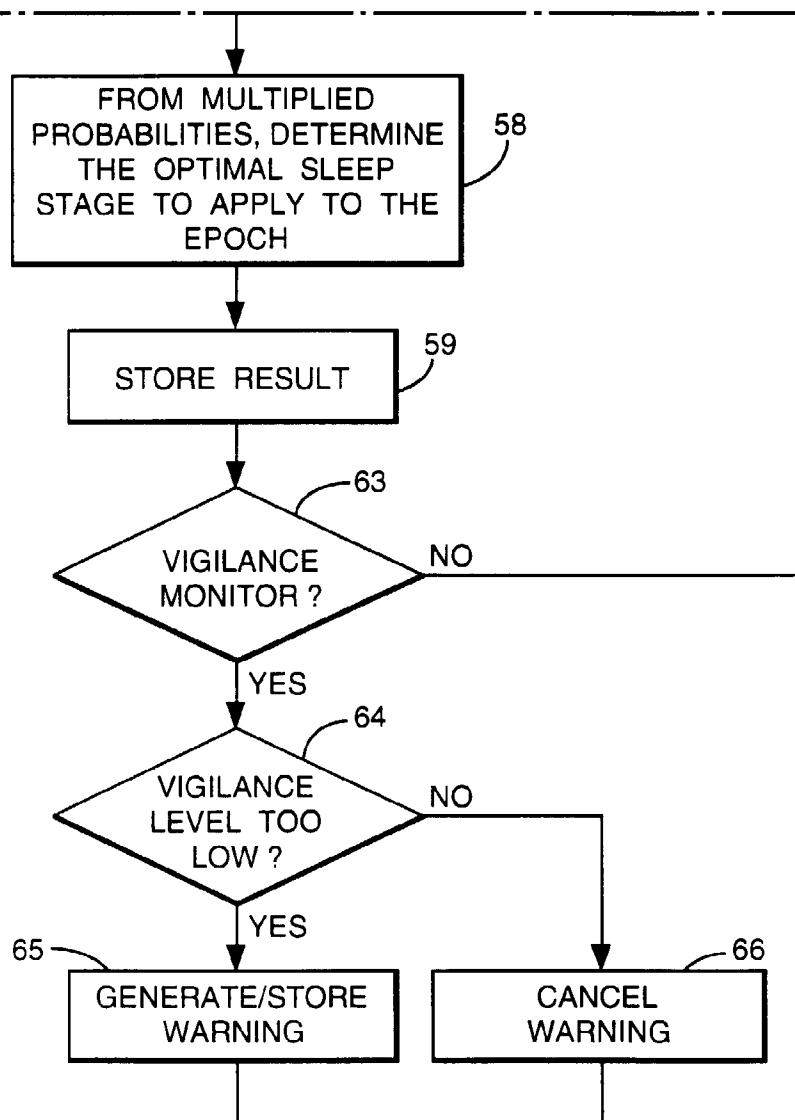 FROM MULTIPLIED
PROBABILITIES, DETERMINE
THE OPTIMAL SLEEP
STAGE TO APPLY TO THE
EPOCH
58
STORE RESULT
59
63
VIGILANCE
MONITOR ?
NO
YES
64
VIGILANCE
LEVEL TOO
LOW ?
NO
YES
65
GENERATE/STORE
WARNING
66
CANCEL
WARNING